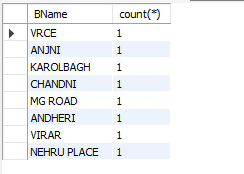 BName count(*)
VRCE 1
ANJNI 1
KAROLBAGH 1
CHANDNI 1
MG ROAD 1
ANDHERI 1
VIRAR 1
NEHRU PLACE 1